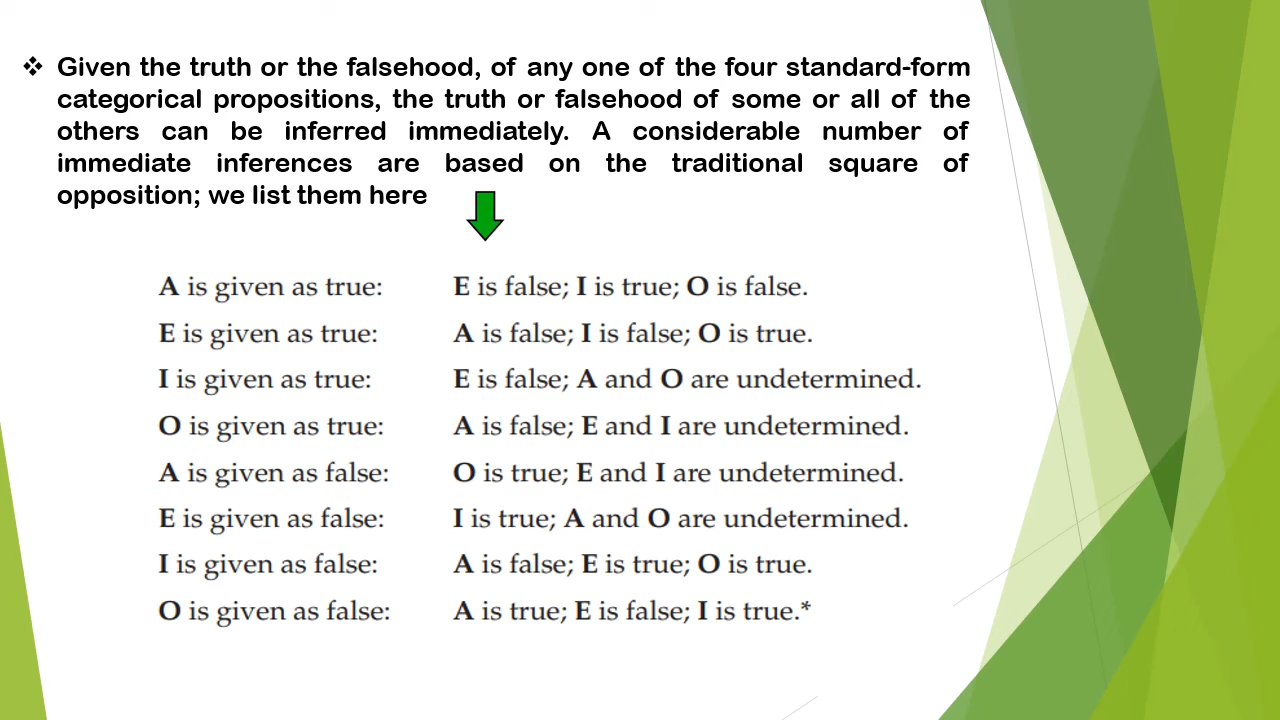 ❖ Given the truth or the falsehood, of any one of the four standard-form
categorical propositions, the truth or falsehood of some or all of the
others can be inferred immediately. A considerable number of
immediate inferences are based on the traditional square of
opposition; we list them here
A is given as true: E is false; I is true; O is false.
E is given as true: A is false; I is false; O is true.
I is given as true: E is false; A and O are undetermined.
O is given as true: A is false; E and I are undetermined.
A is given as false: O is true; E and I are undetermined.
E is given as false: I is true; A and O are undetermined.
I is given as false: A is false; E is true; O is true.
O is given as false: A is true; E is false; I is true.*